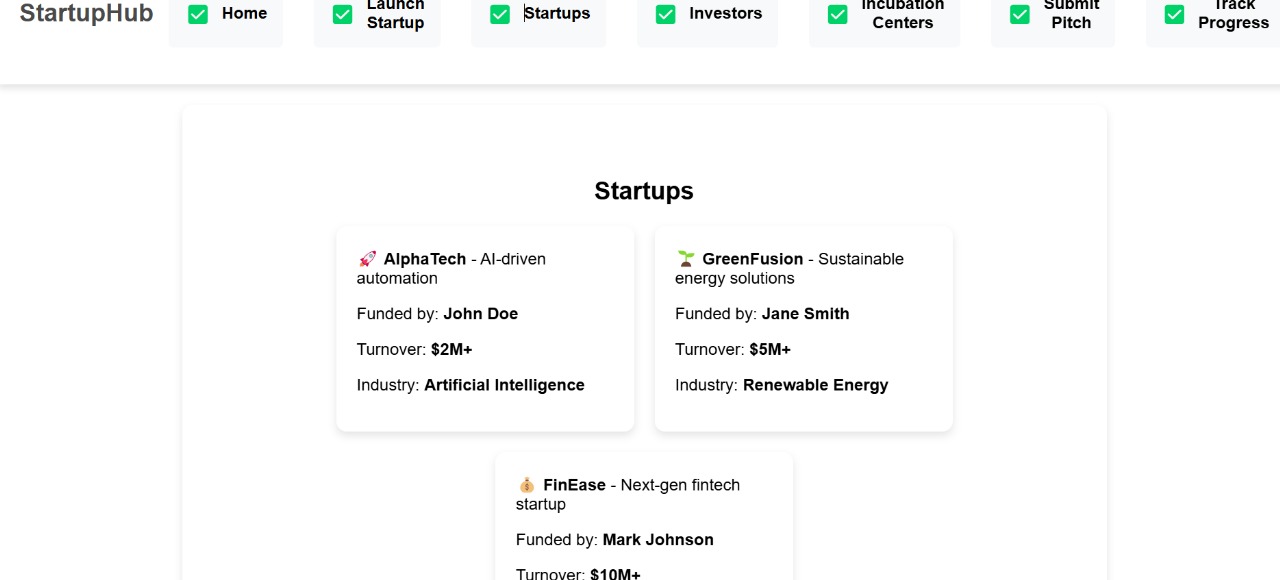 StartupHub
Home
Launch
Startup
Startups
Investors
Incubation
Centers
Submit
Pitch
Track
Progress
Startups
AlphaTech - AI-driven
automation
Funded by: John Doe
Turnover: $2M+
Industry: Artificial Intelligence
GreenFusion - Sustainable
energy solutions
Funded by: Jane Smith
Turnover: $5M+
Industry: Renewable Energy
FinEase - Next-gen fintech
startup
Funded by: Mark Johnson
Turnover: $10M+